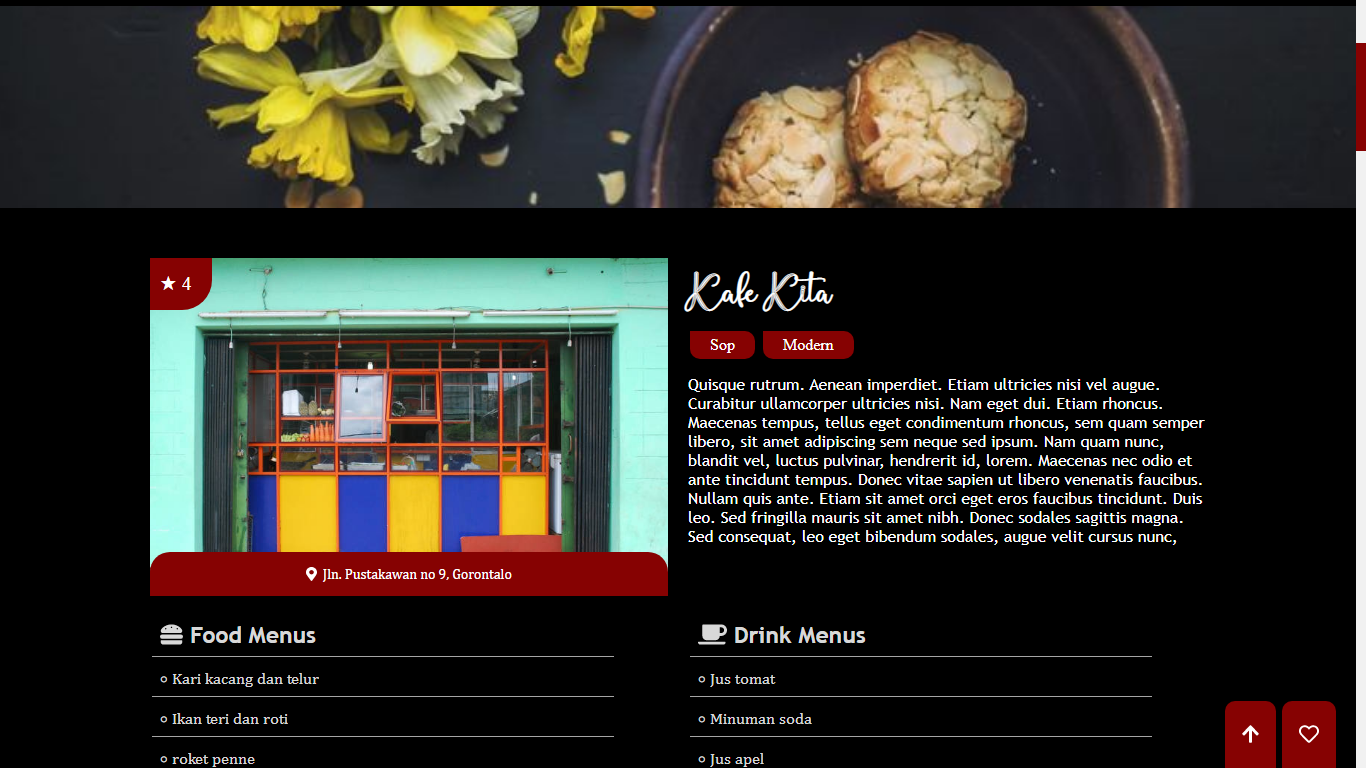 4
Kafe Kita
Sop Modern
Quisque rutrum. Aenean imperdiet. Etiam ultricies nisi vel augue.
Curabitur ullamcorper ultricies nisi. Nam eget dui. Etiam rhoncus.
Maecenas tempus, tellus eget condimentum rhoncus, sem quam semper
libero, sit amet adipiscing sem neque sed ipsum. Nam quam nunc,
blandit vel, luctus pulvinar, hendrerit id, lorem. Maecenas nec odio et
ante tincidunt tempus. Donec vitae sapien ut libero venenatis faucibus.
Nullam quis ante. Etiam sit amet orci eget eros faucibus tincidunt. Duis
leo. Sed fringilla mauris sit amet nibh. Donec sodales sagittis magna.
Sed consequat, leo eget bibendum sodales, augue velit cursus nunc,
Jln. Pustakawan no 9, Gorontalo
Food Menus
Kari kacang dan telur
Ikan teri dan roti
roket penne
Drink Menus
Jus tomat
Minuman soda
Jus apel